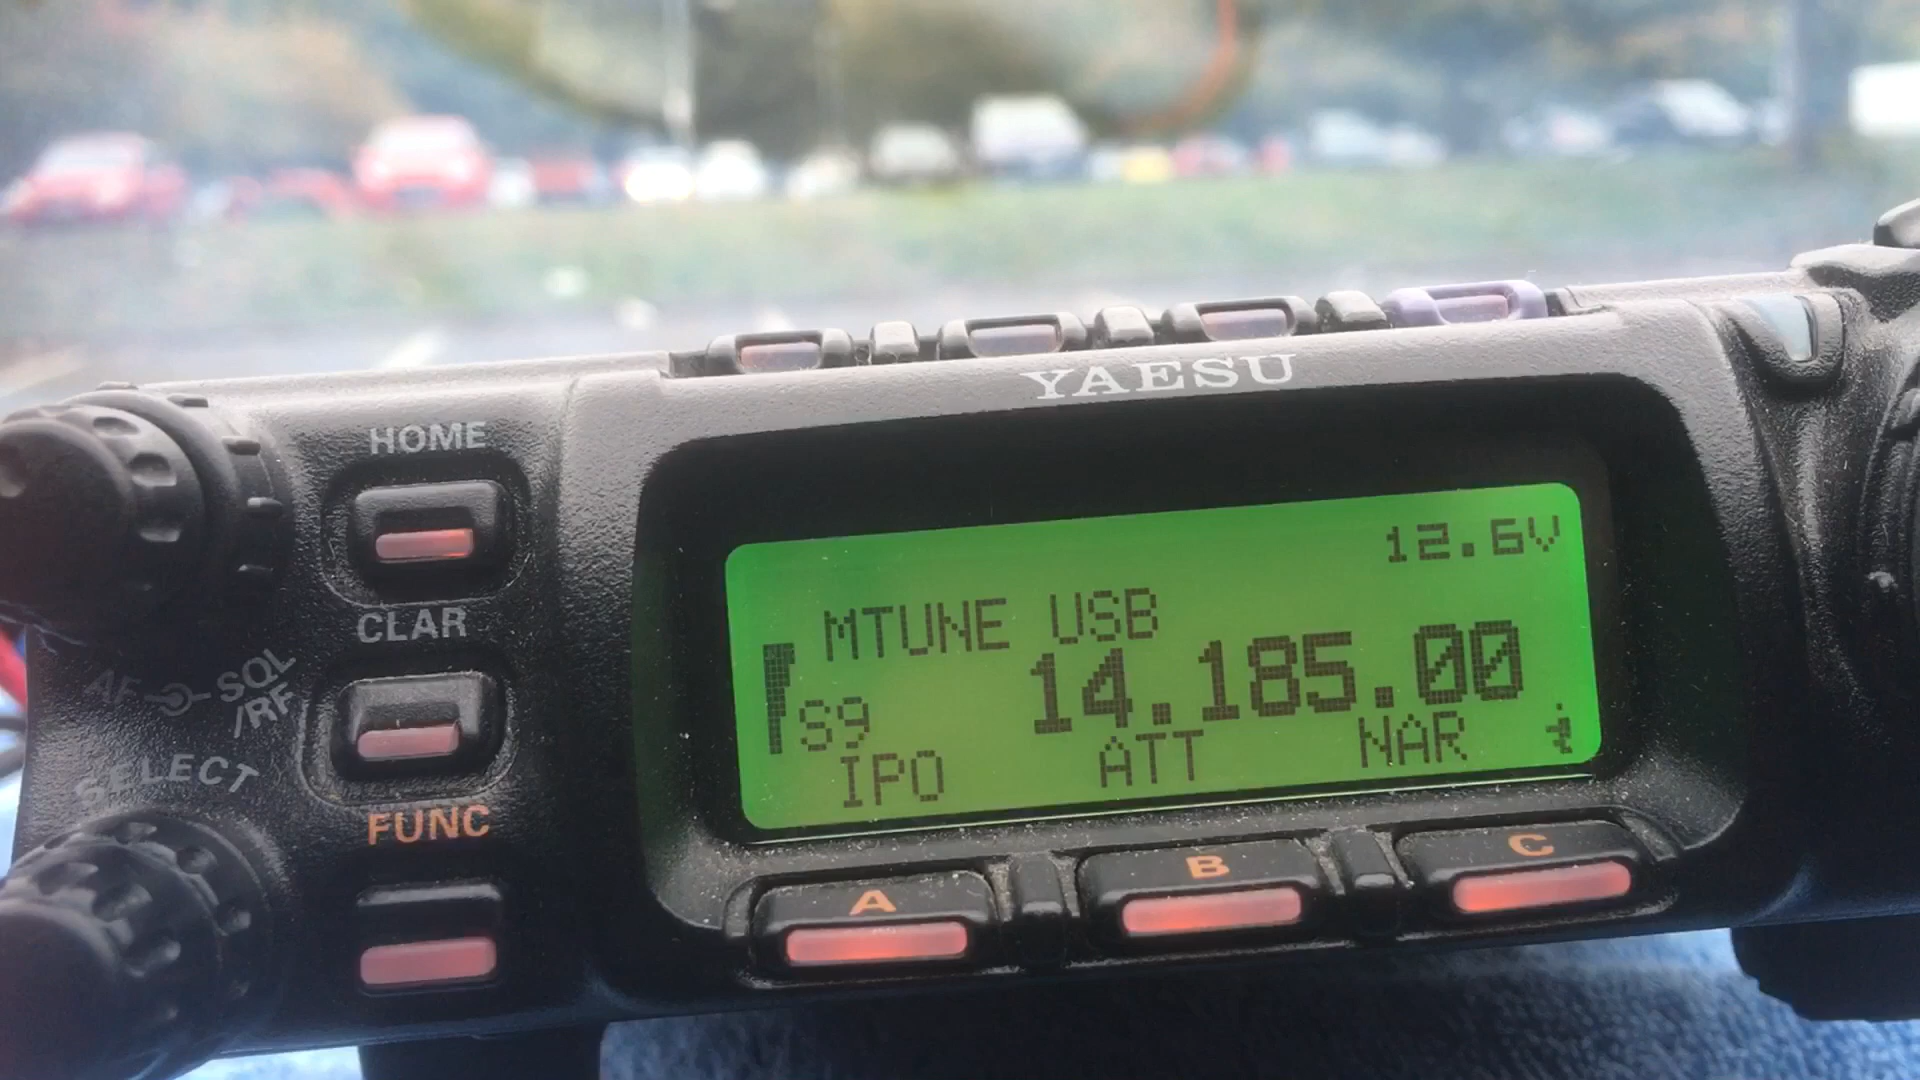 YAESU
HOME
12.6V
CLAR
MTUNE USB
14.185.00
S9
AF SQL
/RF
IPO ATT NAR
SELECT
FUNC
A B C